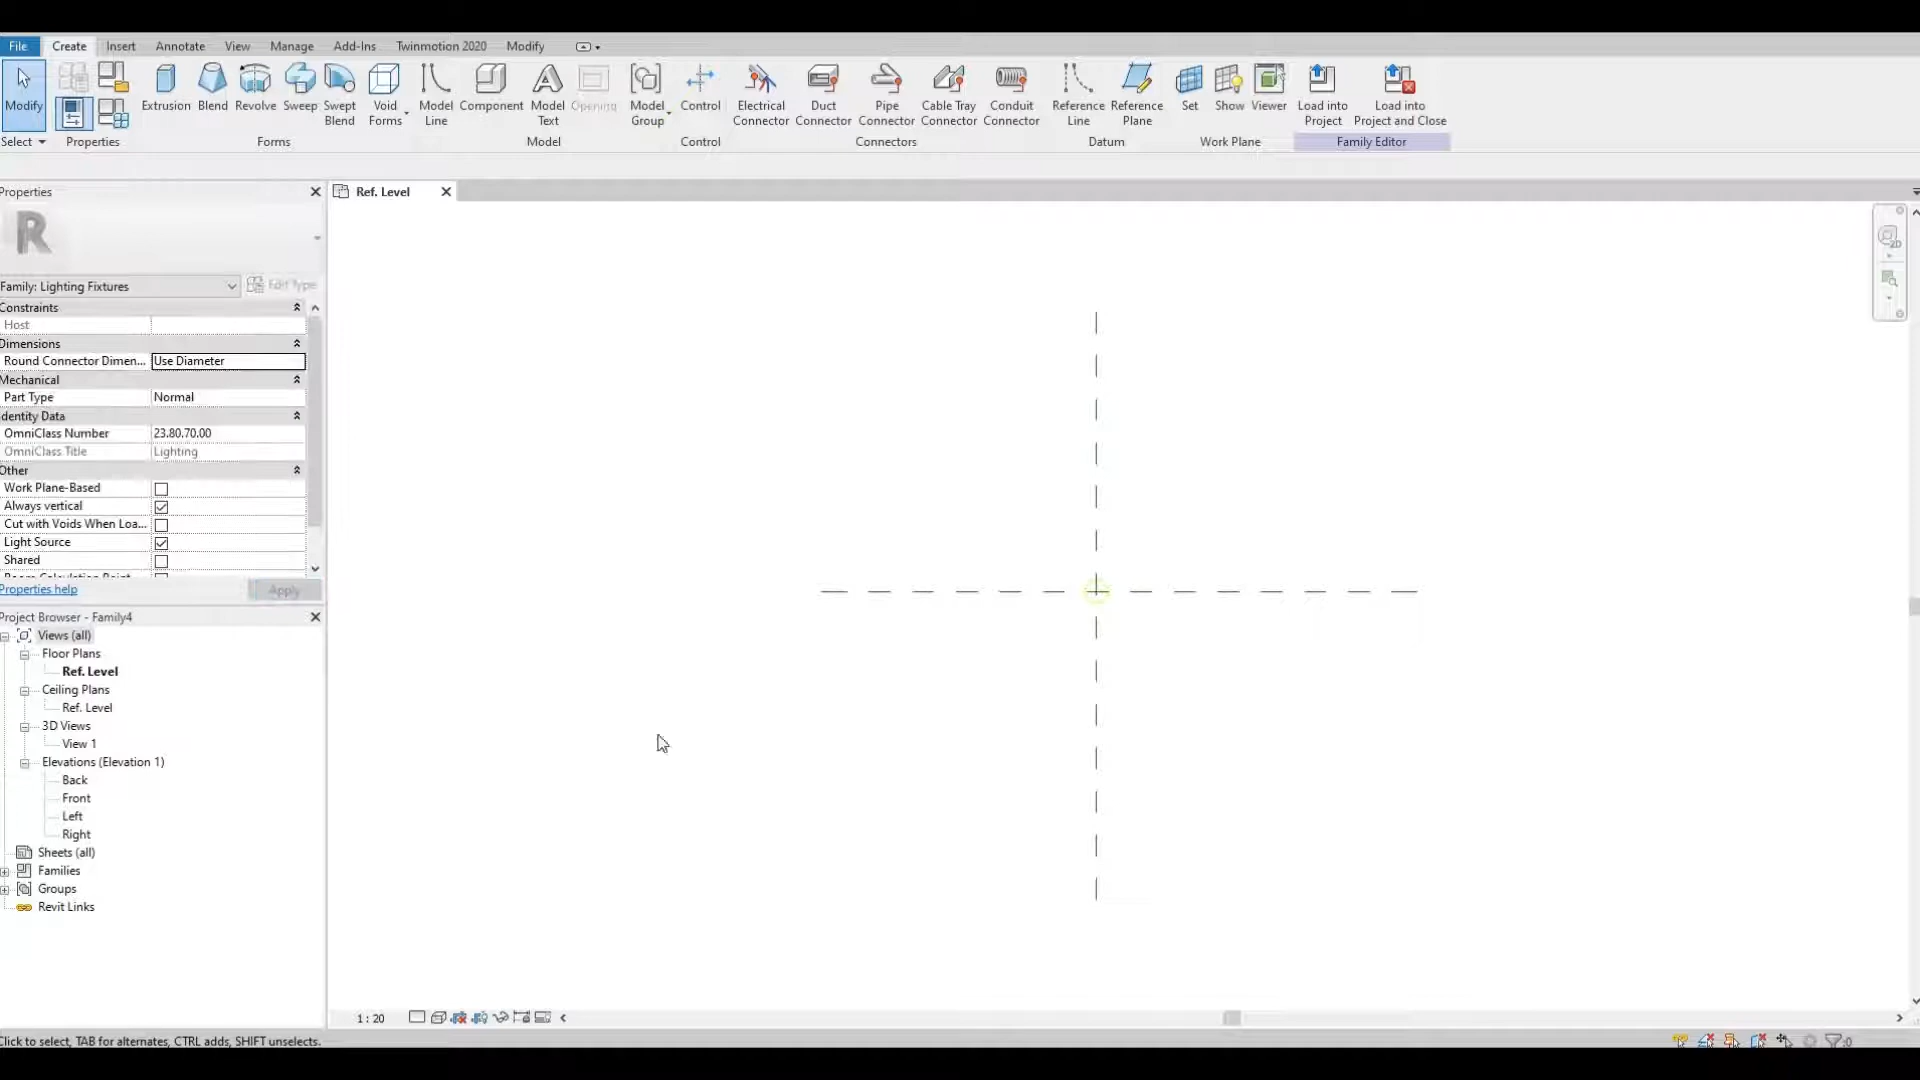 File Create Insert Annotate View Manage Add-Ins Twinmotion 2020 Modify
Modify
Extrusion
Blend
Revolve
Sweep
Swept
Blend
Void
Forms
Model
Line
Component
Model
Text
Opening
Model
Group
Control
Electrical
Connector
Duct
Connector
Pipe
Connector
Cable Tray
Connector
Conduit
Connector
Reference
Line
Reference
Plane
Set
Show
Viewer
Load into
Project
Load into
Project and Close
Select
Properties
Forms
Model
Control
Connectors
Datum
Work Plane
Family Editor
Properties
Ref. Level
R
Family: Lighting Fixtures
Edit Type
Constraints
Host
Dimensions
Round Connector Dimen... Use Diameter
Mechanical
Part Type Normal
Identity Data
OmniClass Number 23.80.70.00
OmniClass Title Lighting
Other
Work Plane-Based
Always vertical
Cut with Voids When Loa...
Light Source
Shared
Properties help
Apply
Project Browser - Family4
Views (all)
Floor Plans
Ref. Level
Ceiling Plans
Ref. Level
3D Views
View 1
Elevations (Elevation 1)
Back
Front
Left
Right
Sheets (all)
Families
Groups
Revit Links
2D
1 : 20
Click to select, TAB for alternates, CTRL adds, SHIFT unselects.
:0